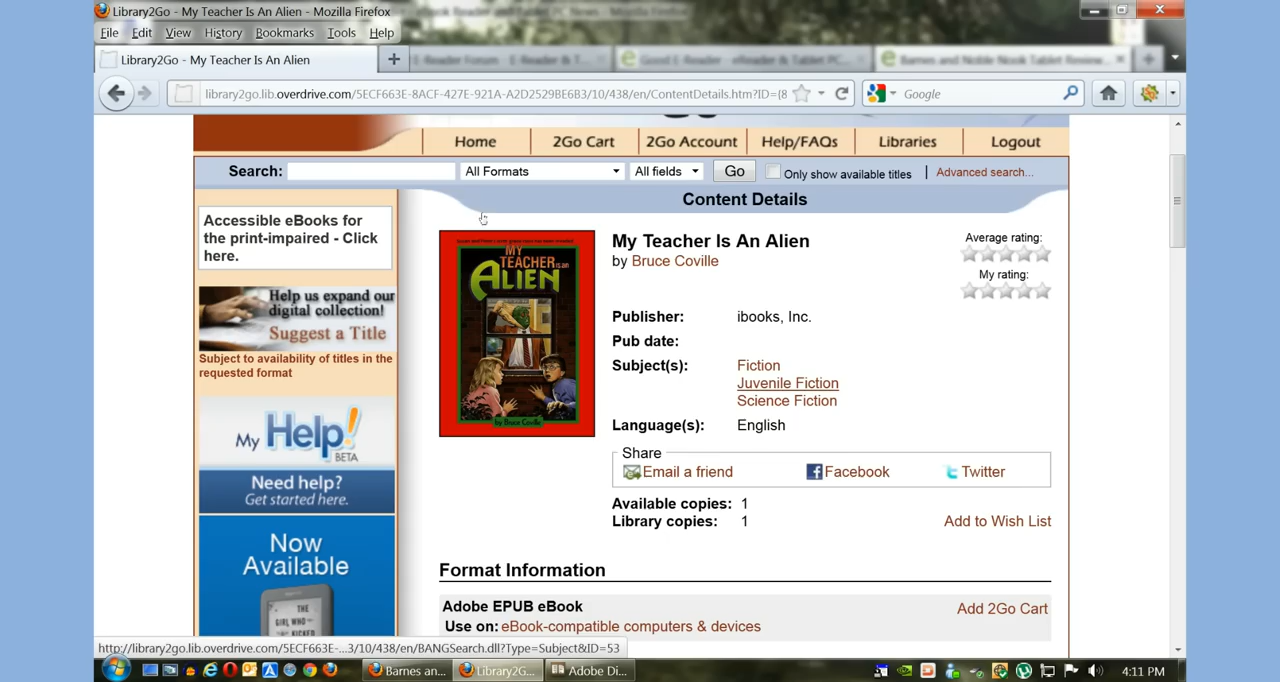 Library2Go - My Teacher Is An Alien - Mozilla Firefox
File Edit View History Bookmarks Tools Help
Library2Go - My Teacher Is An Alien
library2go.lib.overdrive.com/5ECF663E-8ACF-427E-921A-A2D2529BE6B3/10/438/en/ContentDetails.htm?ID={8
Google
Home 2Go Cart 2Go Account Help/FAQs Libraries Logout
Search: All Formats All fields Go Only show available titles | Advanced search...
Content Details
Accessible eBooks for
the print-impaired - Click
here.
Help us expand our
digital collection!
Suggest a Title
Subject to availability of titles in the
requested format
My Help!
BETA
Need help?
Get started here.
Now
Available
THE
GIRL WHO
KICKED
MY
TEACHER is an
ALIEN
by Bruce Coville
My Teacher Is An Alien
by Bruce Coville
Average rating:
My rating:
Publisher: ibooks, Inc.
Pub date:
Subject(s): Fiction
Juvenile Fiction
Science Fiction
Language(s): English
Share
Email a friend Facebook Twitter
Available copies: 1
Library copies: 1
Add to Wish List
Format Information
Adobe EPUB eBook Add 2Go Cart
Use on: eBook-compatible computers & devices
http://library2go.lib.overdrive.com/5ECF663E-...3/10/438/en/BANGSearch.dll?Type=Subject&ID=53
Barnes an... Library2G... Adobe Di...
4:11 PM